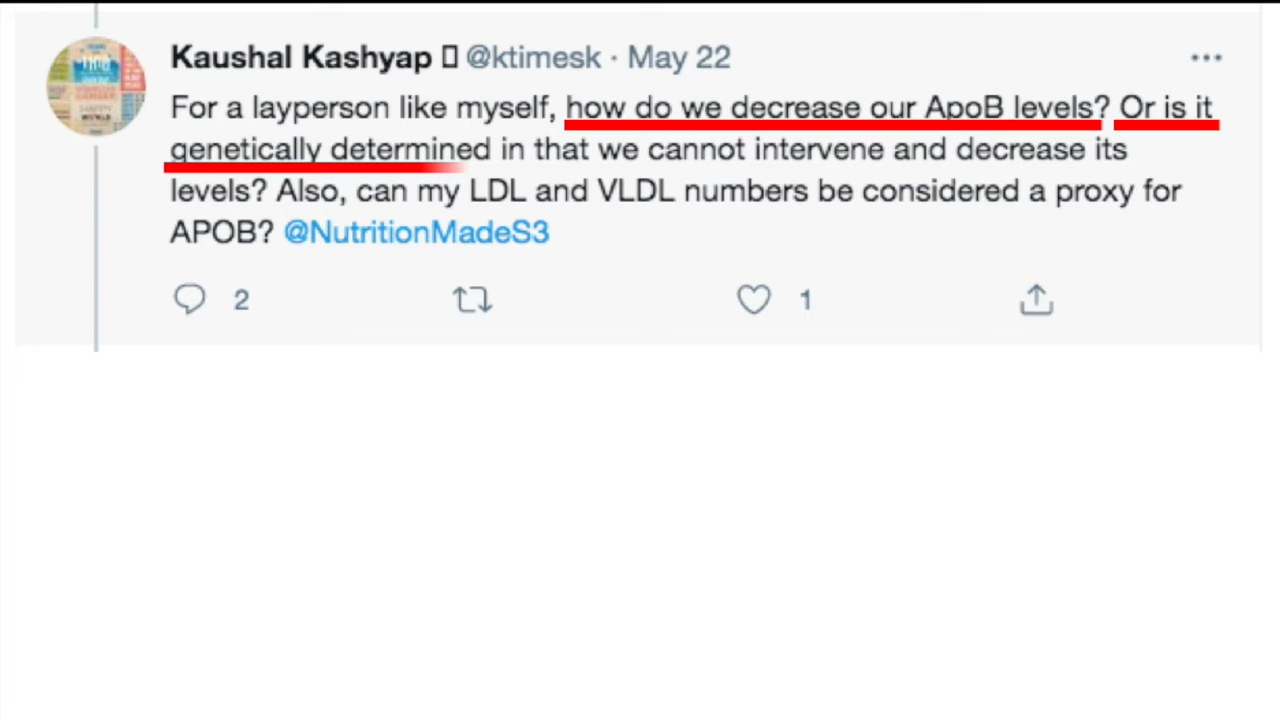 Kaushal Kashyap @ktimesk · May 22
For a layperson like myself, how do we decrease our ApoB levels? Or is it
genetically determined in that we cannot intervene and decrease its
levels? Also, can my LDL and VLDL numbers be considered a proxy for
APOB? @NutritionMadeS3
2 1